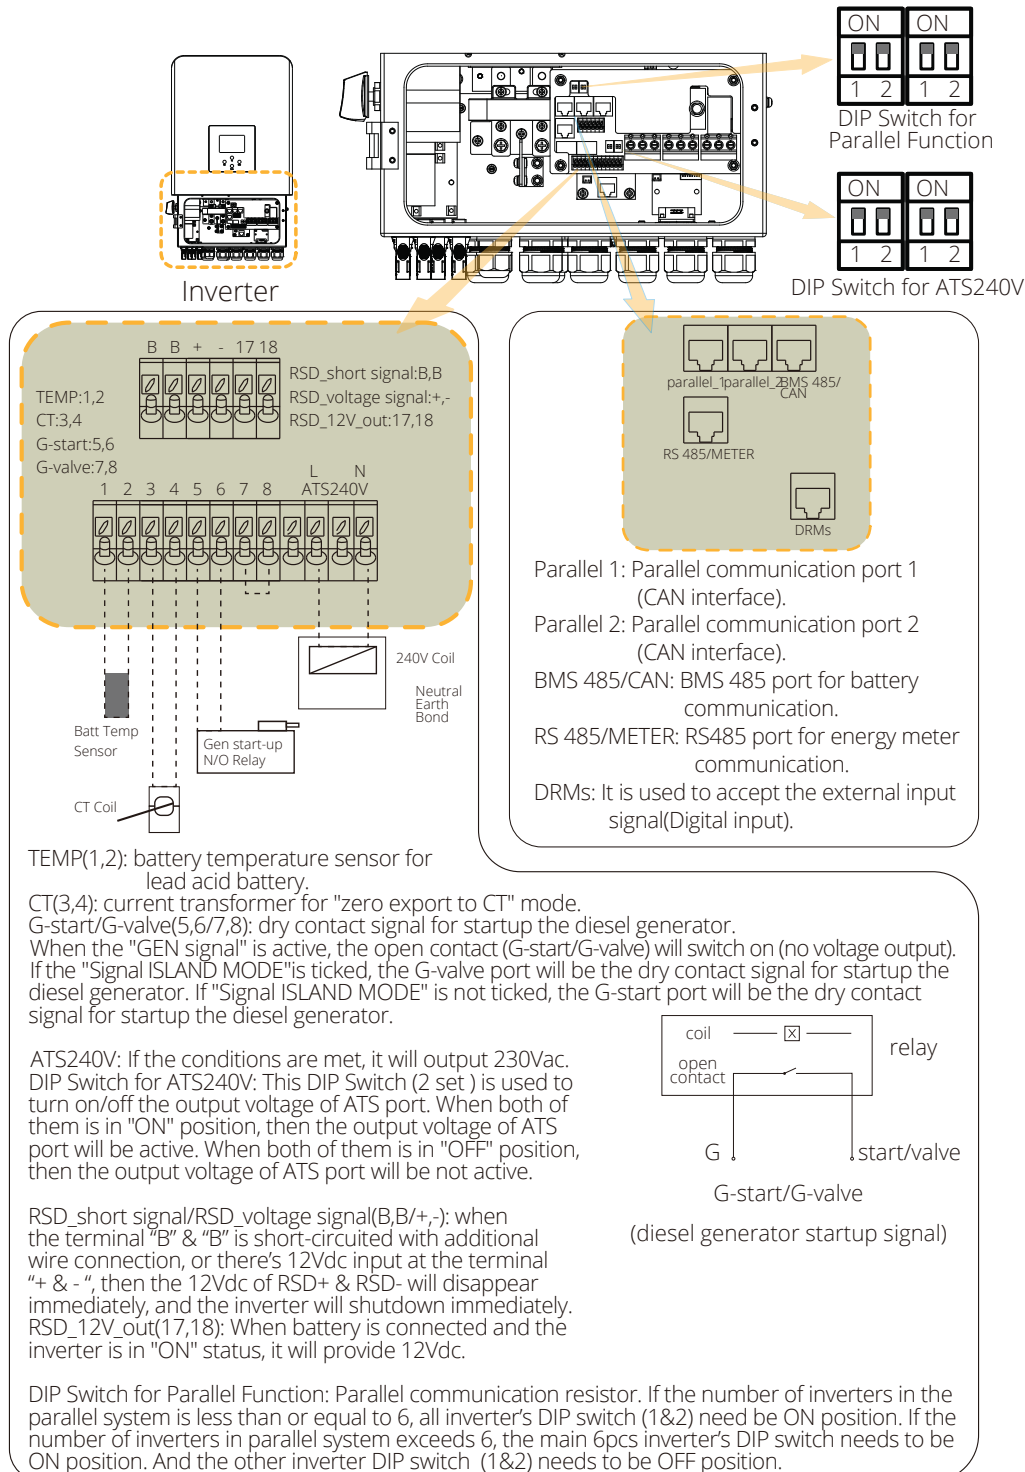 ON ON
1 2 1 2
DIP Switch for
Parallel Function
ON ON
1 2 1 2
DIP Switch for ATS240V
Inverter
B B + - 17 18
RSD_short signal:B,B
RSD_voltage signal:+,-
RSD_12V_out:17,18
TEMP:1,2
CT:3,4
G-start:5,6
G-valve:7,8
L N
ATS240V
1 2 3 4 5 6 7 8
240V Coil
Neutral
Earth
Bond
Batt Temp
Sensor
Gen start-up
N/O Relay
CT Coil
parallel_1 parallel_2 BMS 485/
CAN
RS 485/METER
DRMs
Parallel 1: Parallel communication port 1
(CAN interface).
Parallel 2: Parallel communication port 2
(CAN interface).
BMS 485/CAN: BMS 485 port for battery
communication.
RS 485/METER: RS485 port for energy meter
communication.
DRMs: It is used to accept the external input
signal(Digital input).
TEMP(1,2): battery temperature sensor for
lead acid battery.
CT(3,4): current transformer for "zero export to CT" mode.
G-start/G-valve(5,6/7,8): dry contact signal for startup the diesel generator.
When the "GEN signal" is active, the open contact (G-start/G-valve) will switch on (no voltage output).
If the "Signal ISLAND MODE"is ticked, the G-valve port will be the dry contact signal for startup the
diesel generator. If "Signal ISLAND MODE" is not ticked, the G-start port will be the dry contact
signal for startup the diesel generator.
coil
x
relay
open
contact
G
start/valve
G-start/G-valve
(diesel generator startup signal)
ATS240V: If the conditions are met, it will output 230Vac.
DIP Switch for ATS240V: This DIP Switch (2 set ) is used to
turn on/off the output voltage of ATS port. When both of
them is in "ON" position, then the output voltage of ATS
port will be active. When both of them is in "OFF" position,
then the output voltage of ATS port will be not active.
RSD_short signal/RSD_voltage signal(B,B/+,-): when
the terminal “B” & “B” is short-circuited with additional
wire connection, or there's 12Vdc input at the terminal
“+ & - “, then the 12Vdc of RSD+ & RSD- will disappear
immediately, and the inverter will shutdown immediately.
RSD_12V_out(17,18): When battery is connected and the
inverter is in "ON" status, it will provide 12Vdc.
DIP Switch for Parallel Function: Parallel communication resistor. If the number of inverters in the
parallel system is less than or equal to 6, all inverter’s DIP switch (1&2) need be ON position. If the
number of inverters in parallel system exceeds 6, the main 6pcs inverter’s DIP switch needs to be
ON position. And the other inverter DIP switch (1&2) needs to be OFF position.